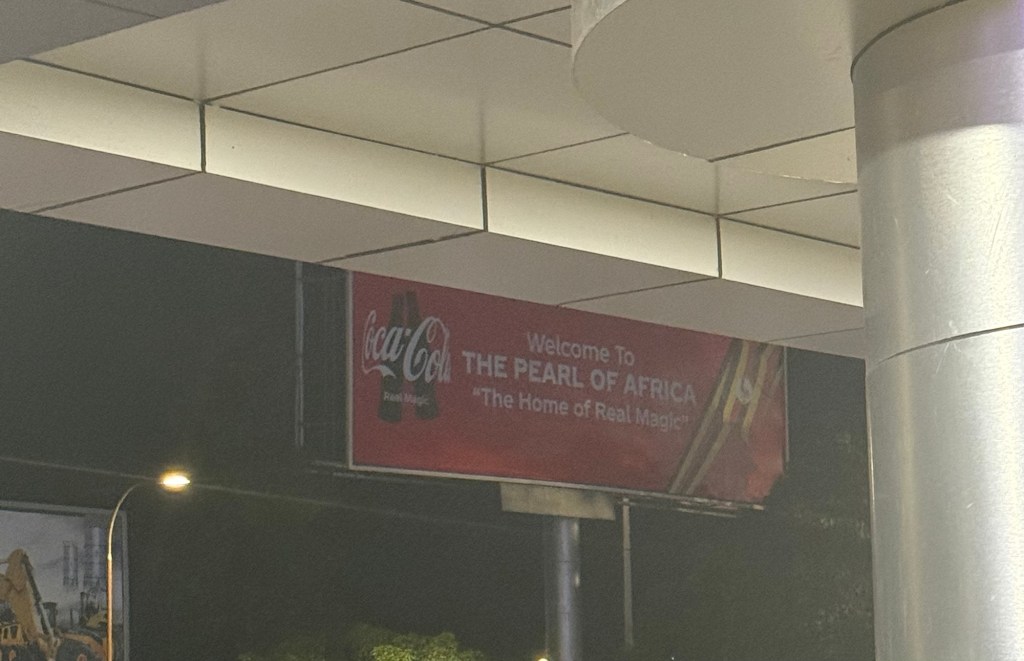 Coca-Cola
Real Magic
Welcome To
THE PEARL OF AFRICA
"The Home of Real Magic"